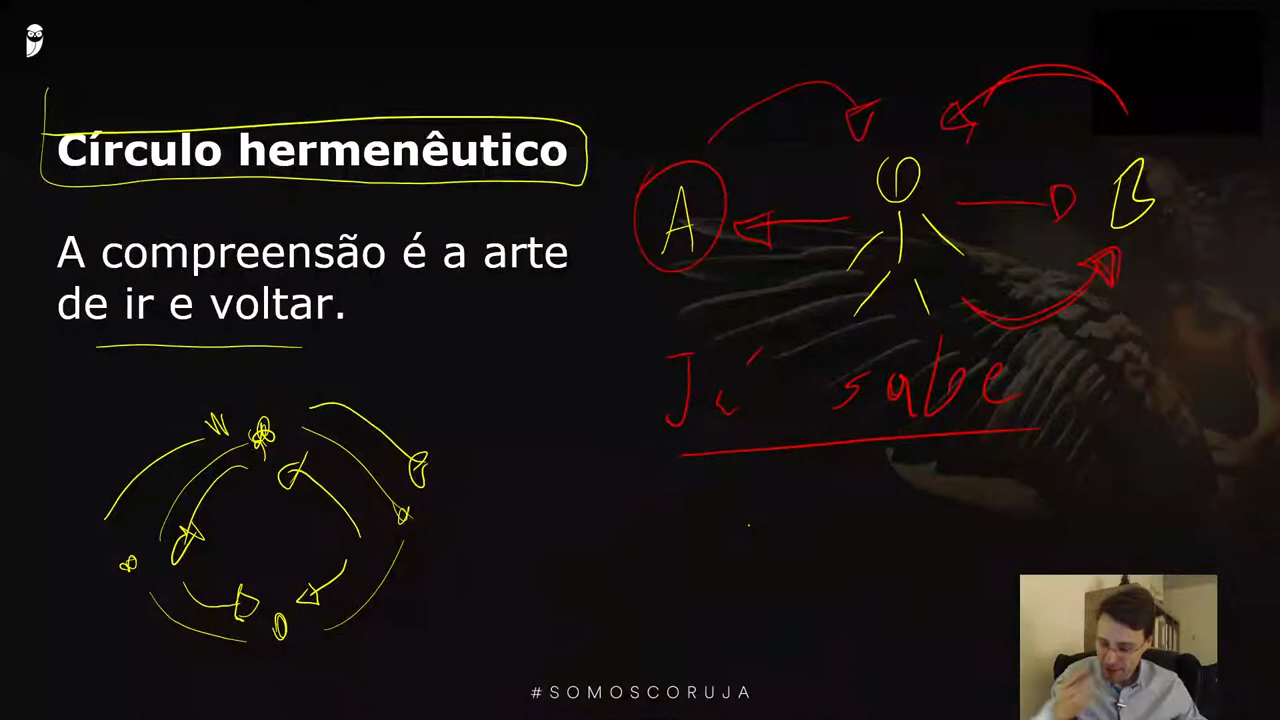 Círculo hermenêutico
A compreensão é a arte
de ir e voltar.
A B
Já sabe
#SOMOSCORUJA